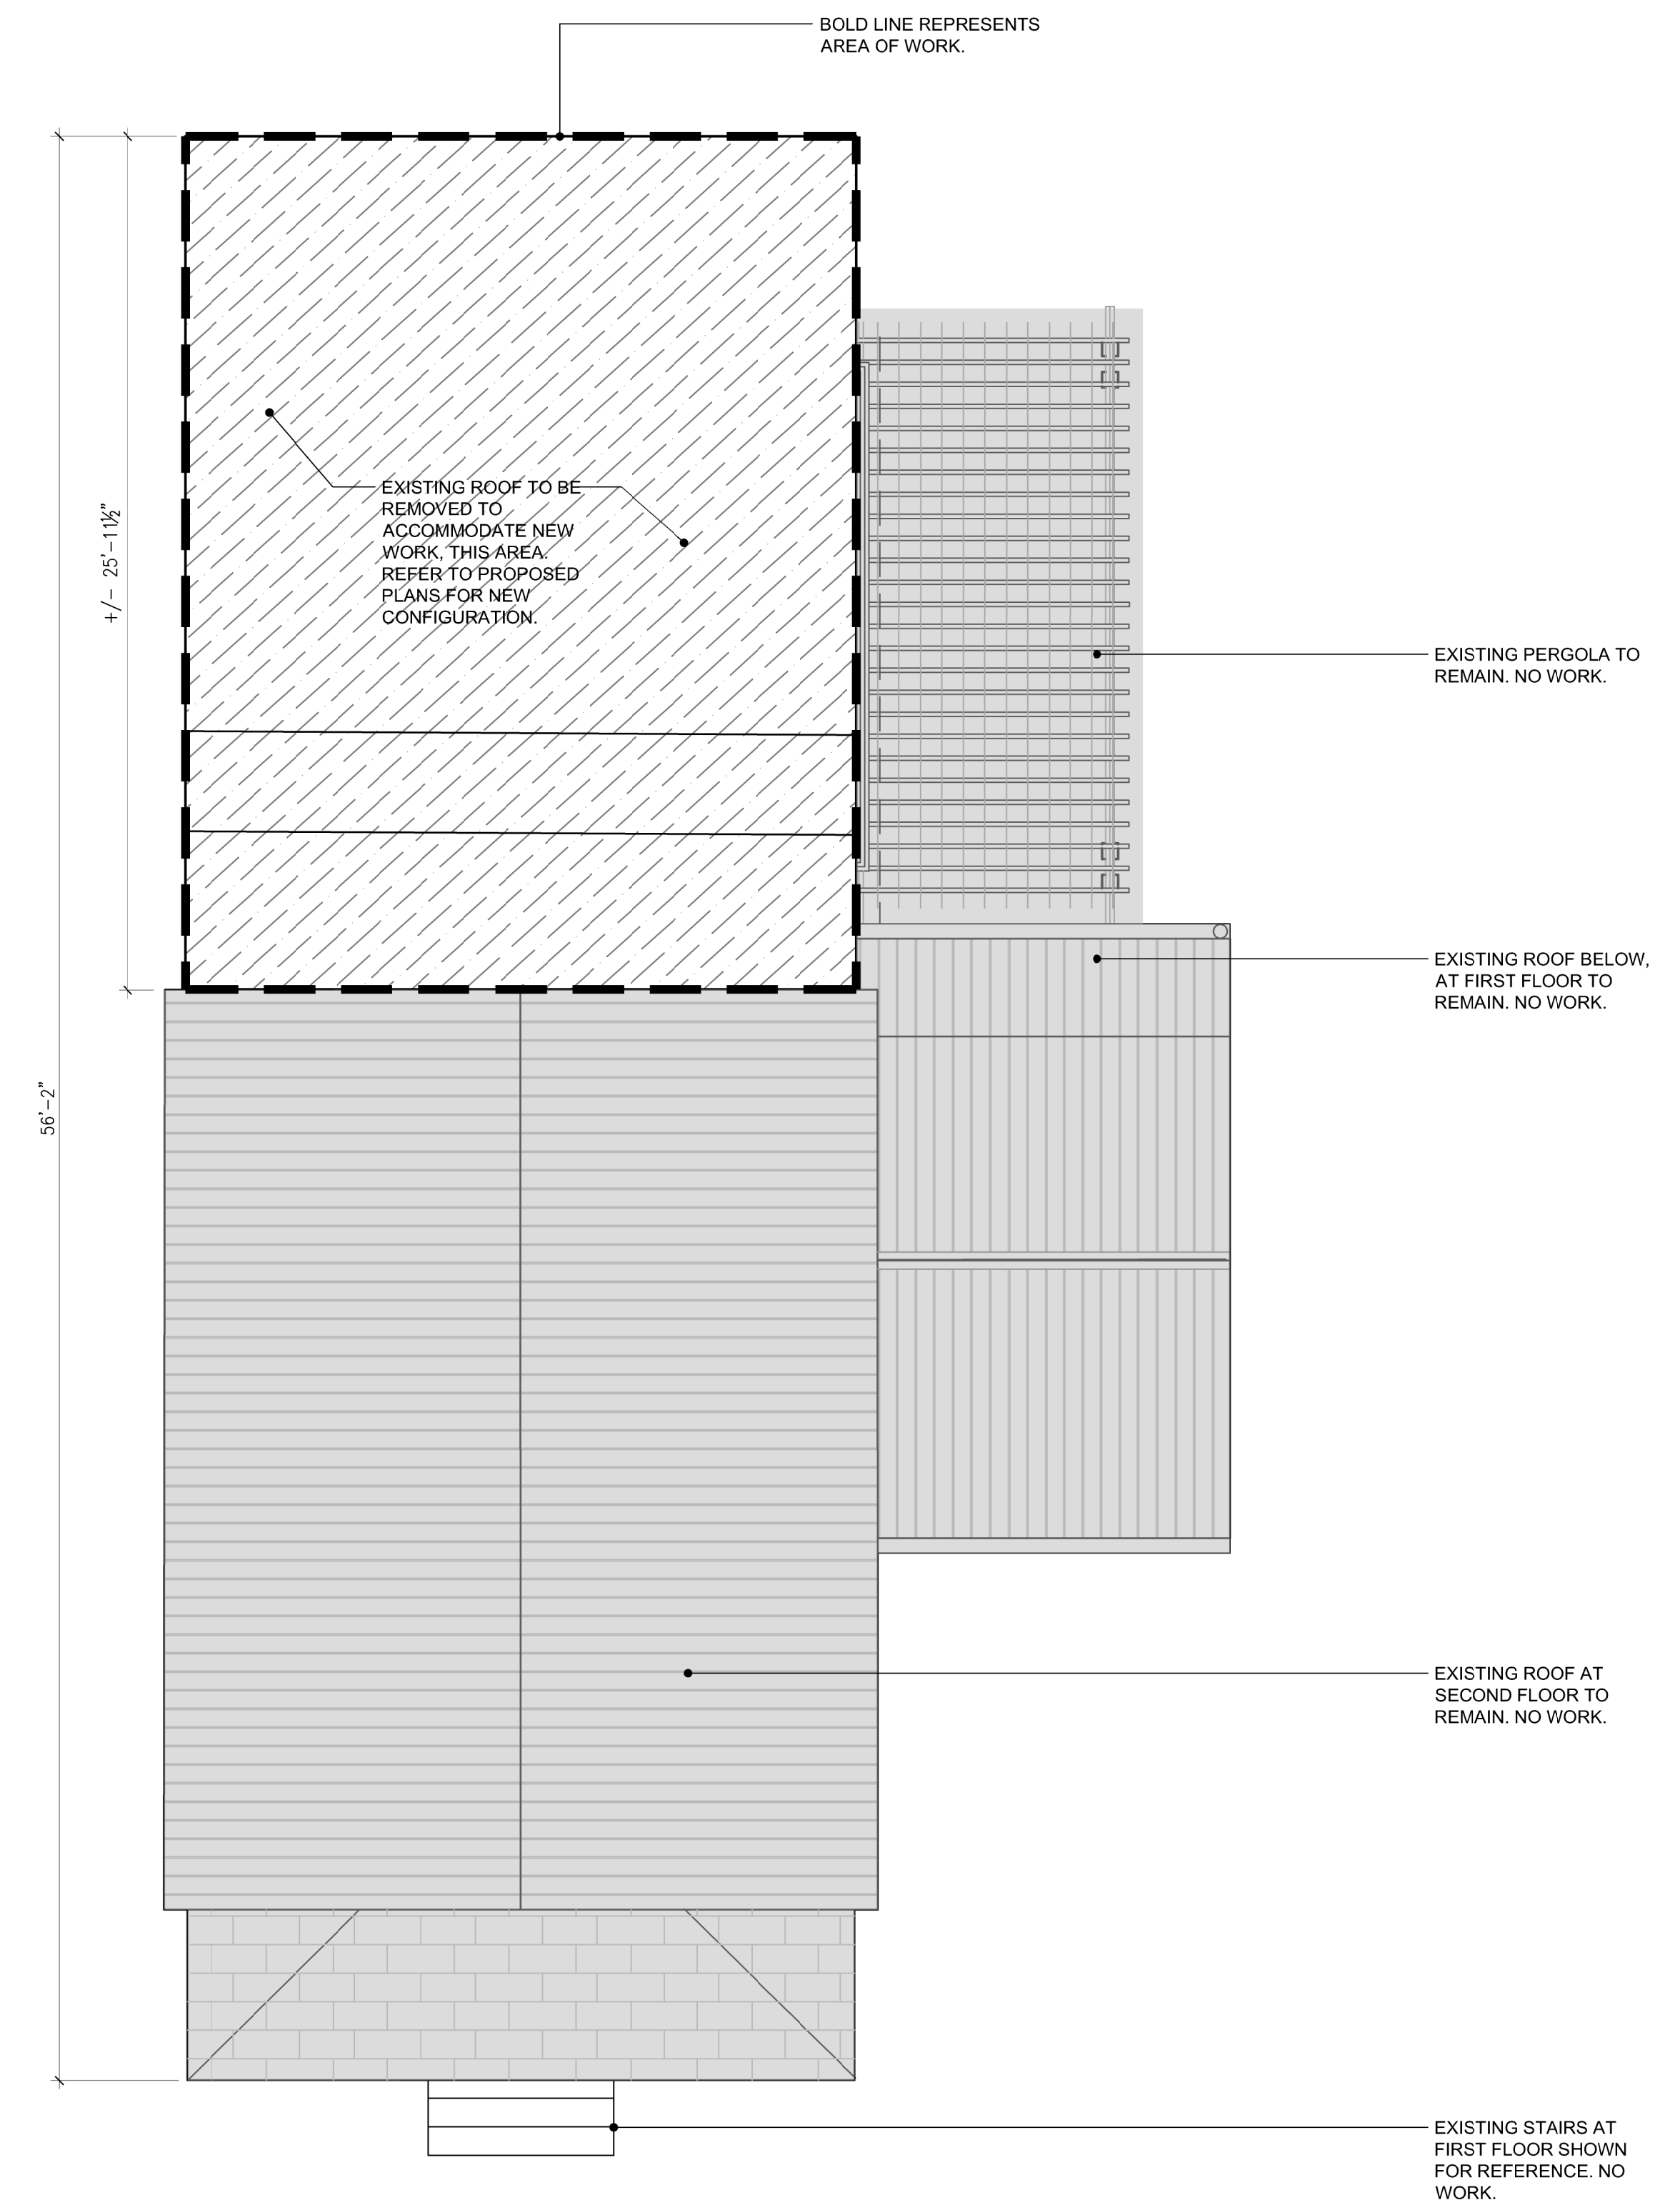 BOLD LINE REPRESENTS
AREA OF WORK.
+/- 25'-11½"
EXISTING ROOF TO BE
REMOVED TO
ACCOMMODATE NEW
WORK, THIS AREA.
REFER TO PROPOSED
PLANS FOR NEW
CONFIGURATION.
EXISTING PERGOLA TO
REMAIN. NO WORK.
EXISTING ROOF BELOW,
AT FIRST FLOOR TO
REMAIN. NO WORK.
56'-2"
EXISTING ROOF AT
SECOND FLOOR TO
REMAIN. NO WORK.
EXISTING STAIRS AT
FIRST FLOOR SHOWN
FOR REFERENCE. NO
WORK.